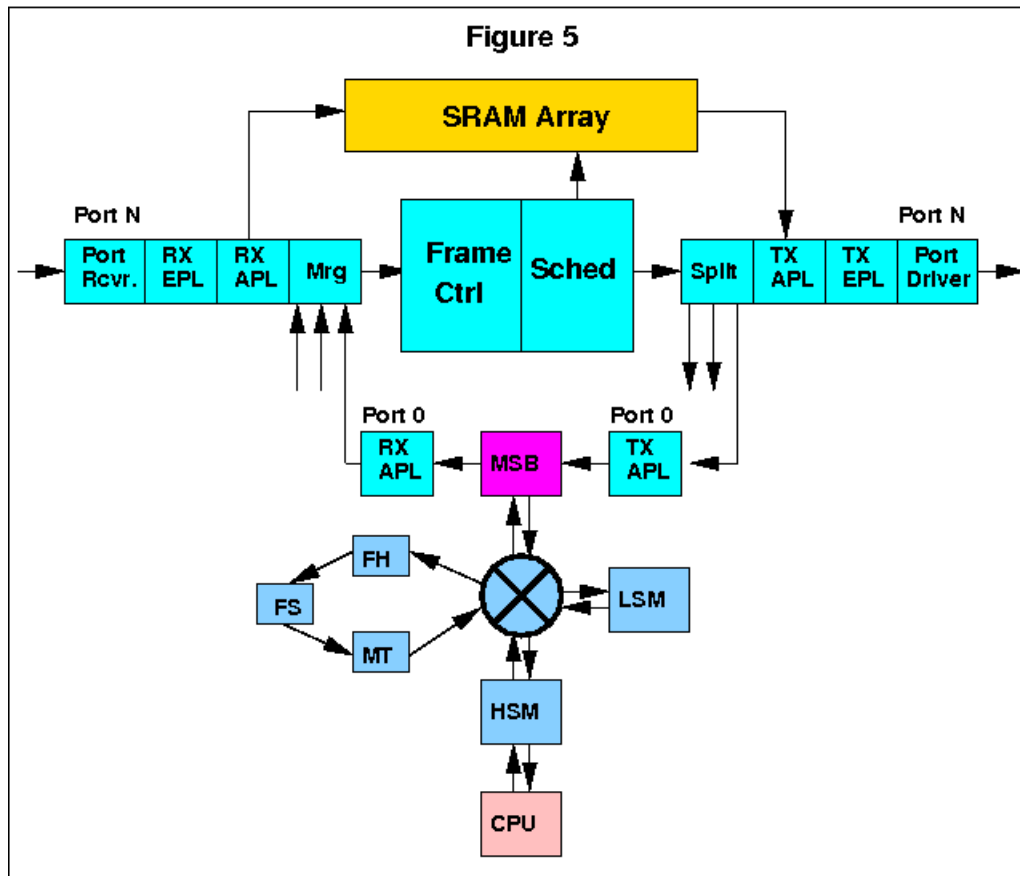 Figure 5
SRAM Array
Port N
Port N
Port
Rcvr.
RX
EPL
RX
APL
Mrg
Frame
Ctrl
Sched
Split
TX
APL
TX
EPL
Port
Driver
Port 0
Port 0
RX
APL
MSB
TX
APL
FH
FS
MT
LSM
HSM
CPU